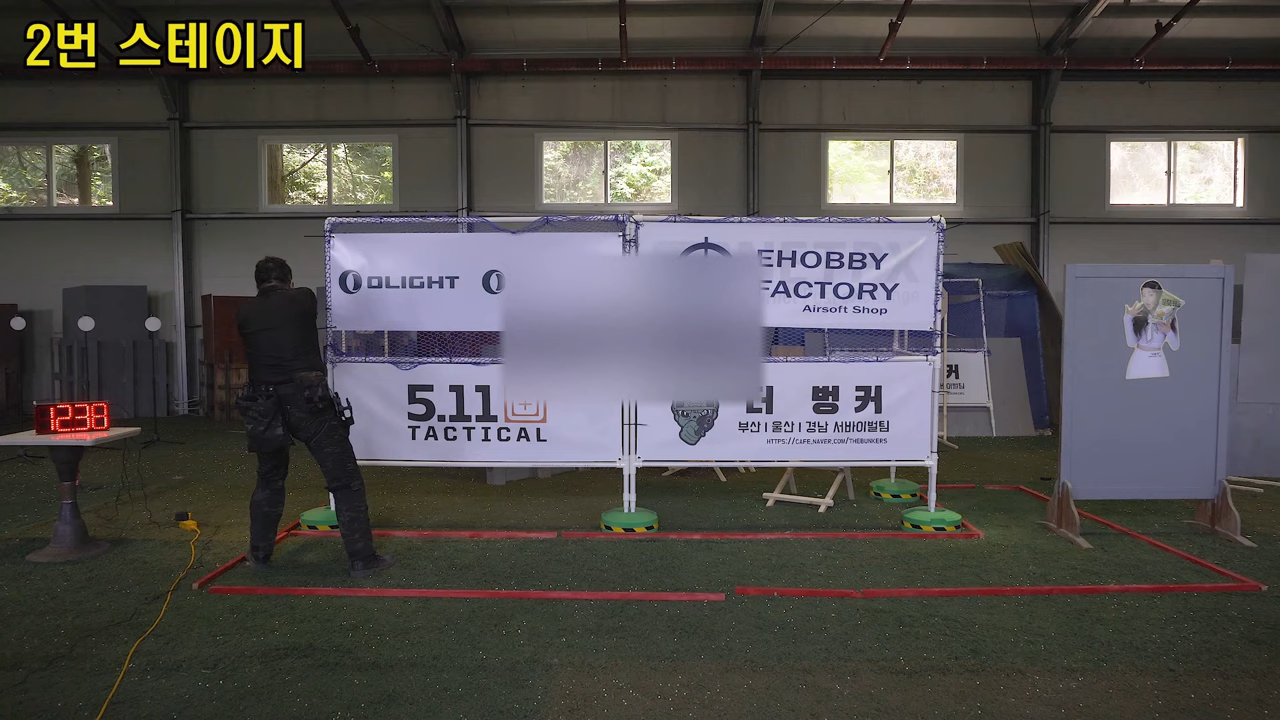 2번 스테이지
OLIGHT
EHOBBY
FACTORY
Airsoft Shop
5.11
TACTICAL
더 벙커
부산 | 울산 | 경남 서바이벌팀
HTTPS://CAFE.NAVER.COM/THEBUNKERS
12.38